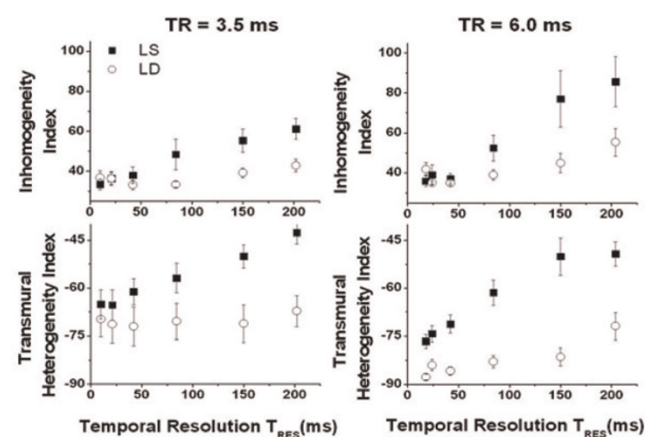 TR = 3.5 ms
TR = 6.0 ms
LS
LD
Inhomogeneity
Index
100
80
60
40
0 50 100 150 200
Inhomogeneity
Index
100
80
60
40
0 50 100 150 200
Transmural
Heterogeneity Index
-45
-60
-75
-90
0 50 100 150 200
Transmural
Heterogeneity Index
-45
-60
-75
-90
0 50 100 150 200
Temporal Resolution TRES(ms)
Temporal Resolution TRES(ms)